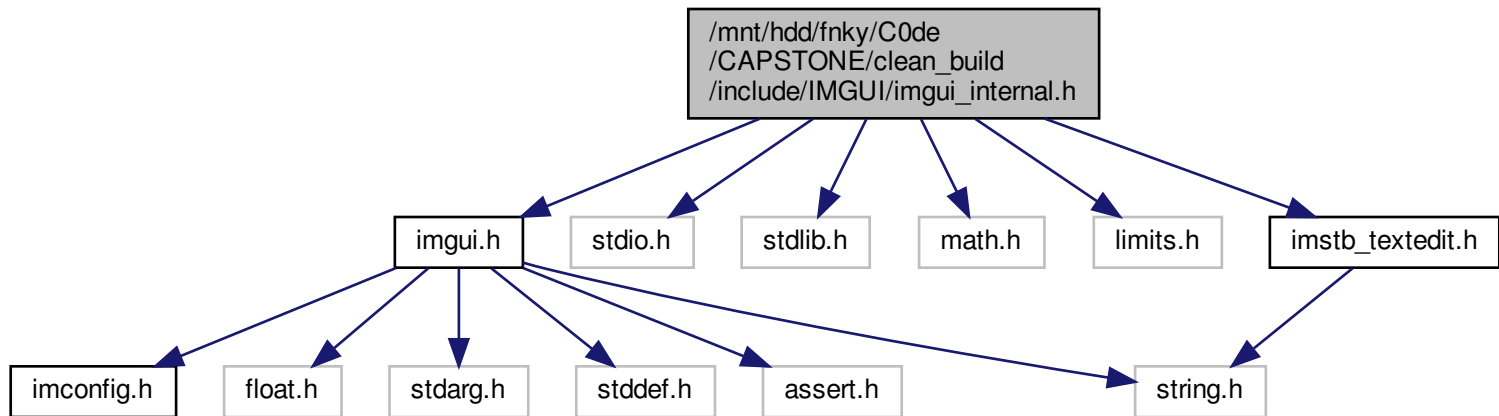 /mnt/hdd/fnky/C0de
/CAPSTONE/clean_build
/include/IMGUI/imgui_internal.h
imgui.h
stdio.h
stdlib.h
math.h
limits.h
imstb_textedit.h
imconfig.h
float.h
stdarg.h
stddef.h
assert.h
string.h